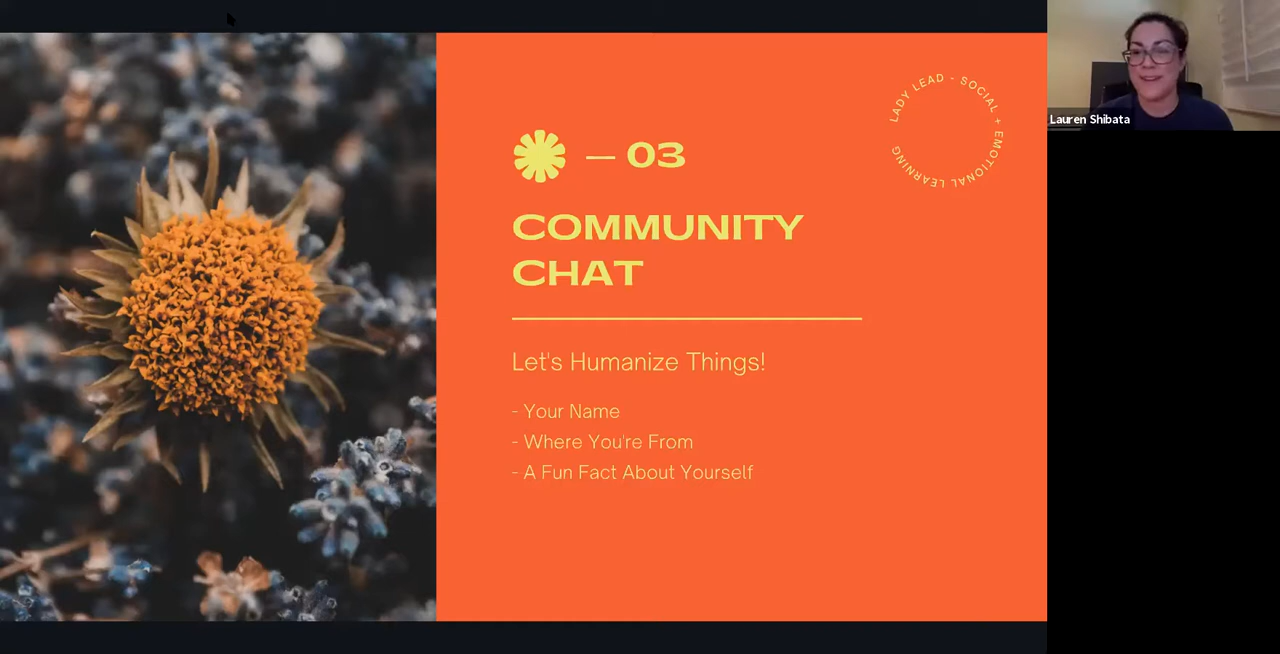 — 03
COMMUNITY
CHAT
Let's Humanize Things!
- Your Name
- Where You're From
- A Fun Fact About Yourself
LADY LEAD - SOCIAL + EMOTIONAL LEARNING
Lauren Shibata